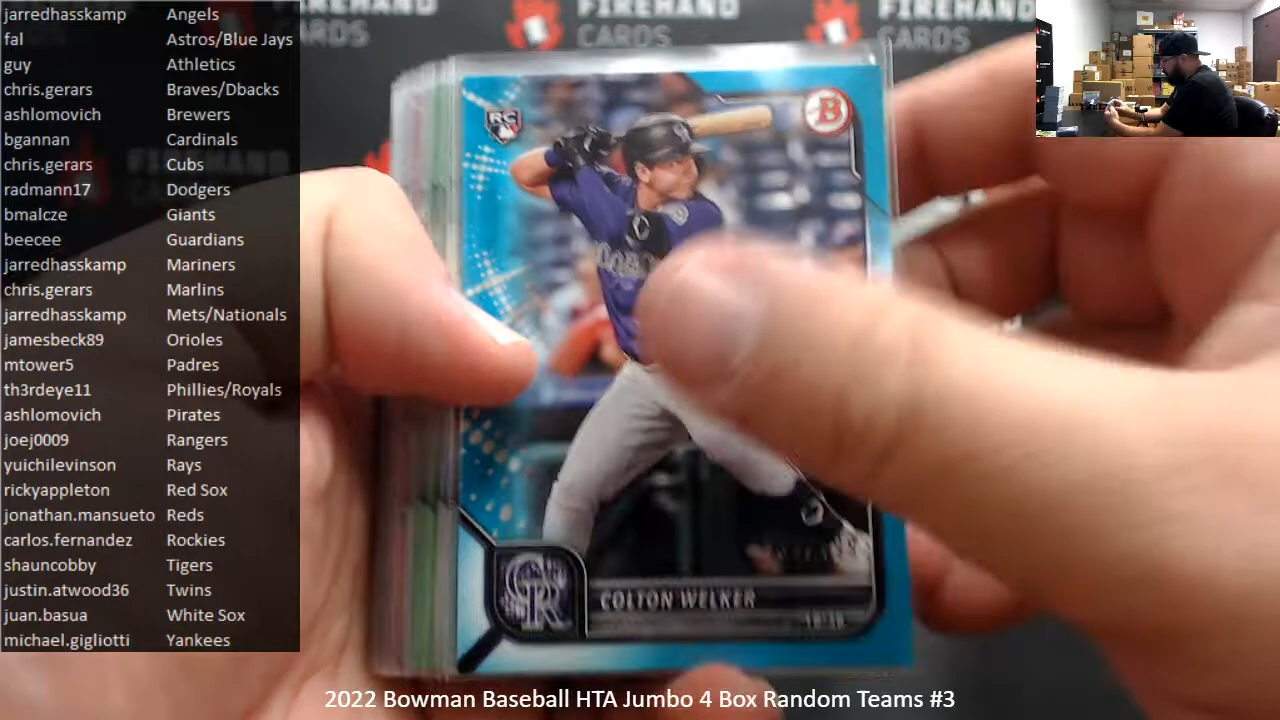 jarredhasskamp Angels
fal Astros/Blue Jays
guy Athletics
chris.gerars Braves/Dbacks
ashlomovich Brewers
bgannan Cardinals
chris.gerars Cubs
radmann17 Dodgers
bmalcze Giants
beecee Guardians
jarredhasskamp Mariners
chris.gerars Marlins
jarredhasskamp Mets/Nationals
jamesbeck89 Orioles
mtower5 Padres
th3rdeye11 Phillies/Royals
ashlomovich Pirates
joej0009 Rangers
yuichilevinson Rays
rickyappleton Red Sox
jonathan.mansueto Reds
carlos.fernandez Rockies
shauncobby Tigers
justin.atwood36 Twins
juan.basua White Sox
michael.gigliotti Yankees
FIREHAND
CARDS
FIREHAND
CARDS
RC
B
CR
COLTON WELKER
2022 Bowman Baseball HTA Jumbo 4 Box Random Teams #3